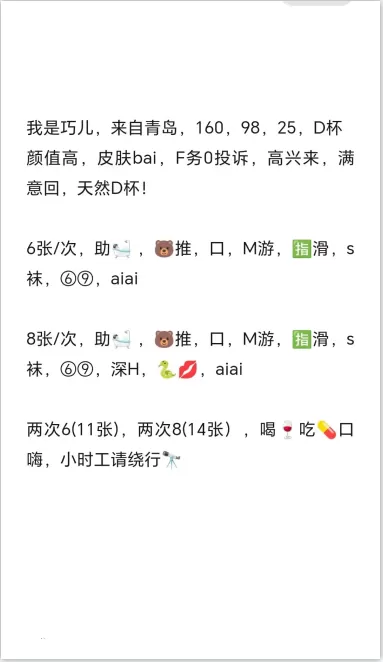 我是巧儿，来自青岛，160，98，25，D杯
颜值高，皮肤bai，F务0投诉，高兴来，满
意回，天然D杯！
6张/次，助🛁，🐻推，口，M游，🈯滑，s
袜，⑥⑨，aiai
8张/次，助🛁，🐻推，口，M游，🈯滑，s
袜，⑥⑨，深H，🐍💋，aiai
两次6(11张)，两次8(14张），喝🍷吃💊口
嗨，小时工请绕行🔭